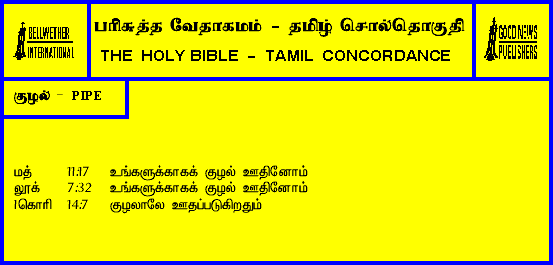 BELLWETHER
INTERNATIONAL
பரிசுத்த வேதாகமம் - தமிழ் சொல்தொகுதி
THE HOLY BIBLE - TAMIL CONCORDANCE
GOOD NEWS
PUBLISHERS
குழல் - PIPE
மத் 11:17 உங்களுக்காகக் குழல் ஊதினோம்
லூக் 7:32 உங்களுக்காகக் குழல் ஊதினோம்
1கொரி 14:7 குழலாலே ஊதப்படுகிறதும்